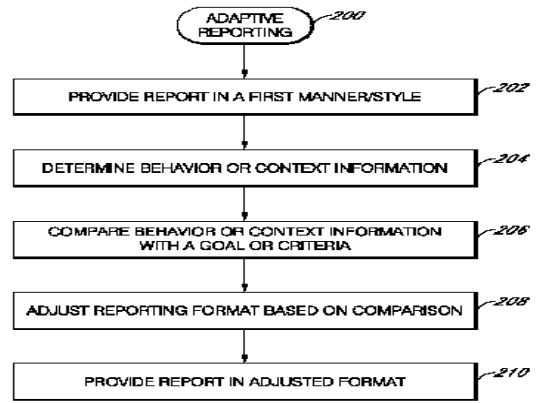 ADAPTIVE
REPORTING
200
PROVIDE REPORT IN A FIRST MANNER/STYLE
202
DETERMINE BEHAVIOR OR CONTEXT INFORMATION
204
COMPARE BEHAVIOR OR CONTEXT INFORMATION
WITH A GOAL OR CRITERIA
206
ADJUST REPORTING FORMAT BASED ON COMPARISON
208
PROVIDE REPORT IN ADJUSTED FORMAT
210